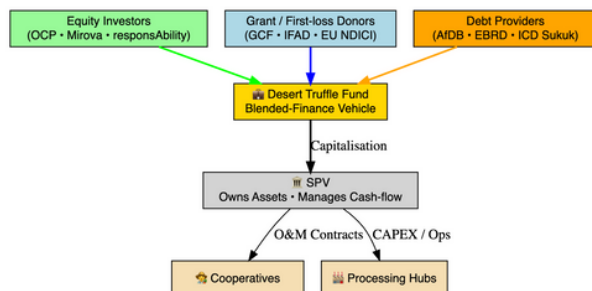 Equity Investors
(OCP • Mirova • responsAbility)
Grant / First-loss Donors
(GCF • IFAD • EU NDICI)
Debt Providers
(AfDB • EBRD • ICD Sukuk)
Desert Truffle Fund
Blended-Finance Vehicle
Capitalisation
SPV
Owns Assets • Manages Cash-flow
O&M Contracts
CAPEX / Ops
Cooperatives
Processing Hubs